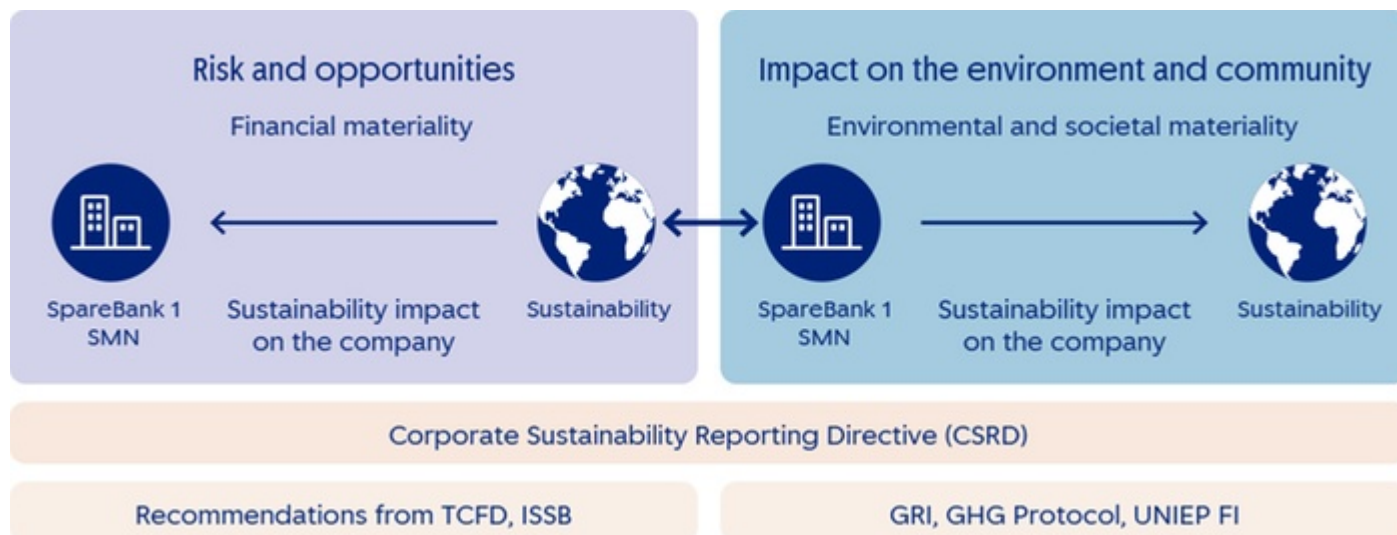 Risk and opportunities
Financial materiality
SpareBank 1
SMN
Sustainability impact
on the company
Sustainability
Impact on the environment and community
Environmental and societal materiality
SpareBank 1
SMN
Sustainability impact
on the company
Sustainability
Corporate Sustainability Reporting Directive (CSRD)
Recommendations from TCFD, ISSB
GRI, GHG Protocol, UNIEP FI